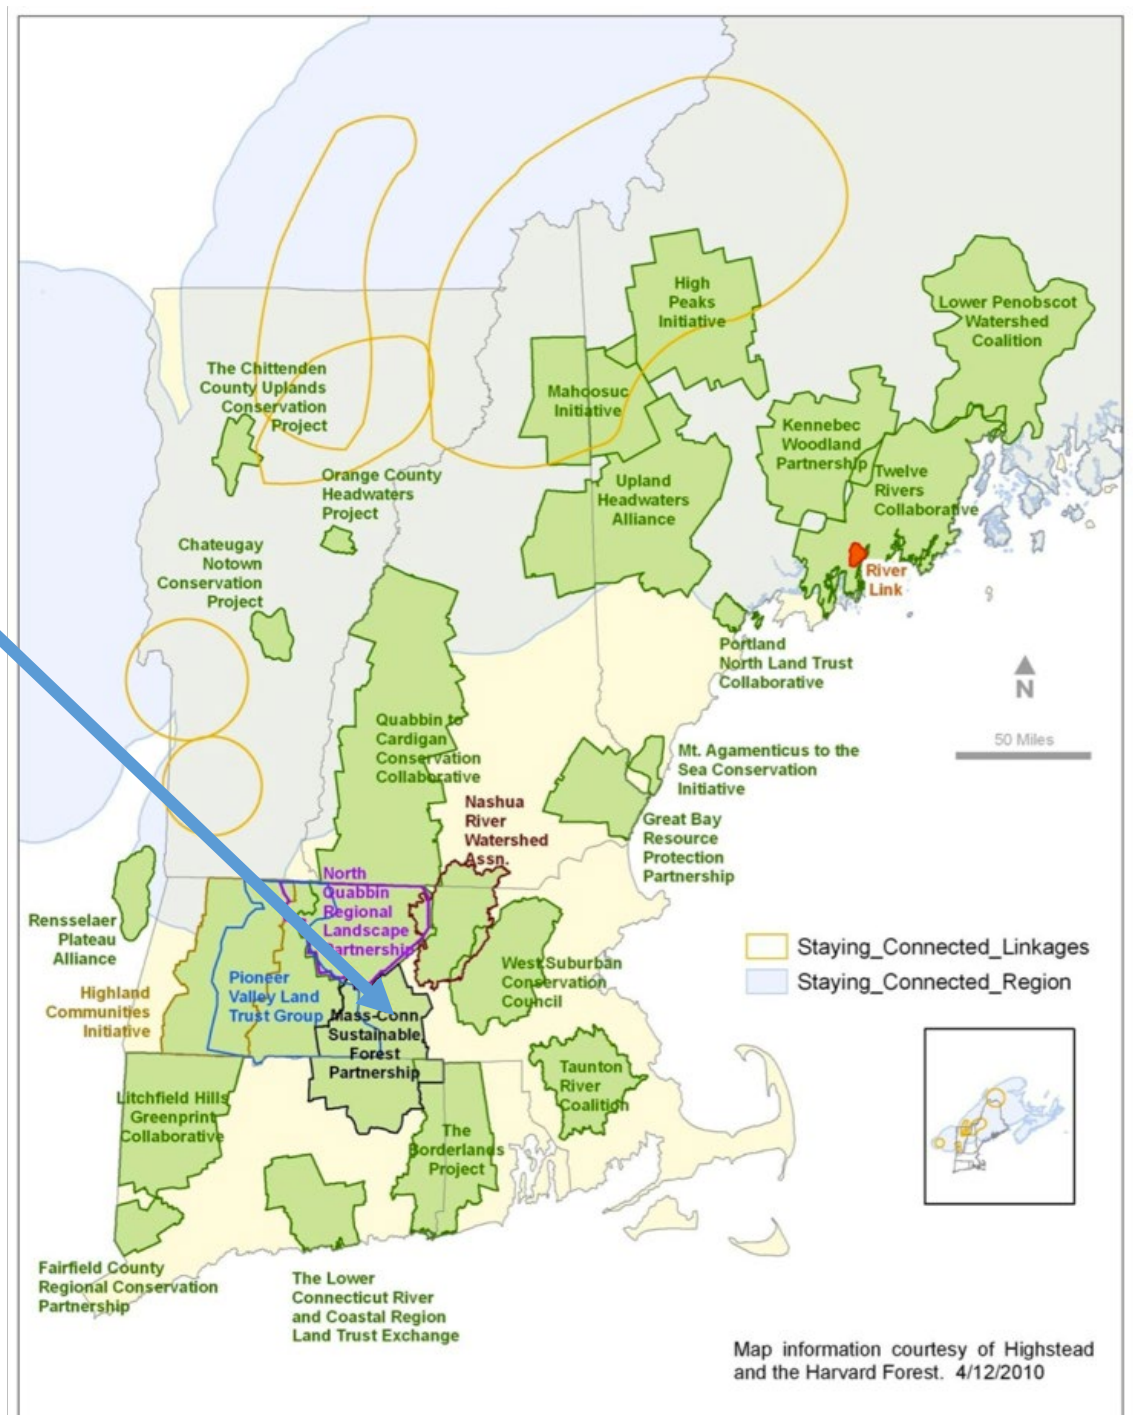 High
Peaks
Initiative
Lower Penobscot
Watershed
Coalition
The Chittenden
County Uplands
Conservation
Project
Mahoosuc
Initiative
Kennebec
Woodland
Partnership
Twelve
Rivers
Collaborative
Orange County
Headwaters
Project
Upland
Headwaters
Alliance
Chateugay
Notown
Conservation
Project
River
Link
Portland
North Land Trust
Collaborative
N
50 Miles
Quabbin to
Cardigan
Conservation
Collaborative
Mt. Agamenticus to the
Sea Conservation
Initiative
Nashua
River
Watershed
Assn.
Great Bay
Resource
Protection
Partnership
North
Quabbin
Regional
Landscape
Partnership
Rensselaer
Plateau
Alliance
Staying_Connected_Linkages
Staying_Connected_Region
West Suburban
Conservation
Council
Pioneer
Valley Land
Trust Group
Highland
Communities
Initiative
Mass-Conn
Sustainable
Forest
Partnership
Taunton
River
Coalition
Litchfield Hills
Greenprint
Collaborative
The
Borderlands
Project
Fairfield County
Regional Conservation
Partnership
The Lower
Connecticut River
and Coastal Region
Land Trust Exchange
Map information courtesy of Highstead
and the Harvard Forest. 4/12/2010